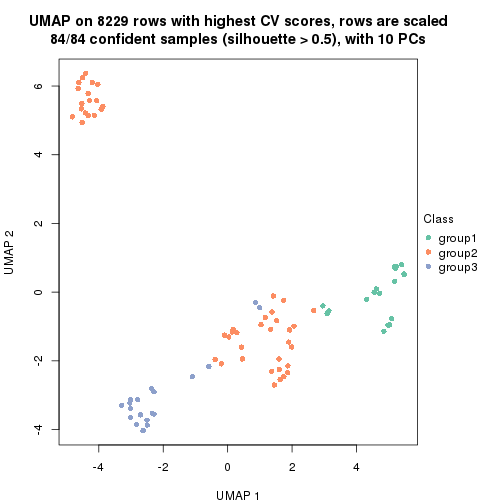 UMAP on 8229 rows with highest CV scores, rows are scaled
84/84 confident samples (silhouette > 0.5), with 10 PCs
UMAP 2
6
4
2
0
-2
-4
-4
-2
0
2
4
UMAP 1
Class
group1
group2
group3